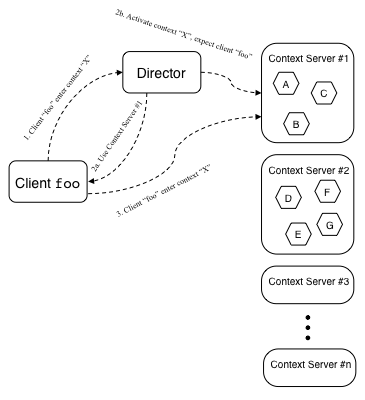 2b. Activate context "X", expect client "foo"
Director
1. Client "foo" enter context "X"
2a. Use Context Server #1
Client foo
3. Client "foo" enter context "X"
Context Server #1
A
C
B
Context Server #2
D
F
E
G
Context Server #3
Context Server #n